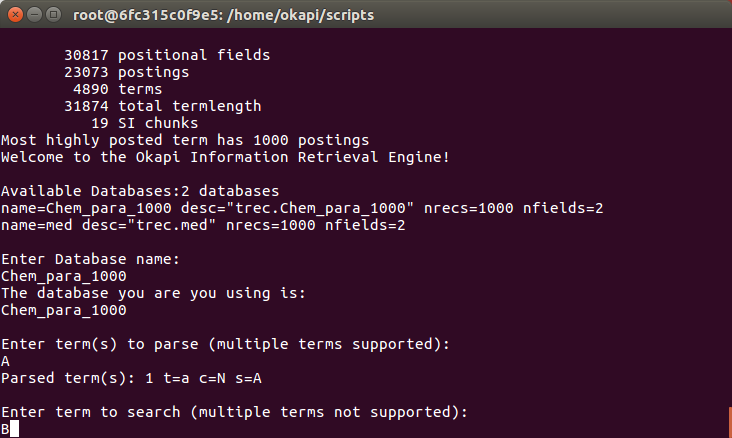 root@6fc315c0f9e5: /home/okapi/scripts
30817 positional fields
23073 postings
4890 terms
31874 total termlength
19 SI chunks
Most highly posted term has 1000 postings
Welcome to the Okapi Information Retrieval Engine!
Available Databases:2 databases
name=Chem_para_1000 desc="trec.Chem_para_1000" nrecs=1000 nfields=2
name=med desc="trec.med" nrecs=1000 nfields=2
Enter Database name:
Chem_para_1000
The database you are you using is:
Chem_para_1000
Enter term(s) to parse (multiple terms supported):
A
Parsed term(s): 1 t=a c=N s=A
Enter term to search (multiple terms not supported):
B